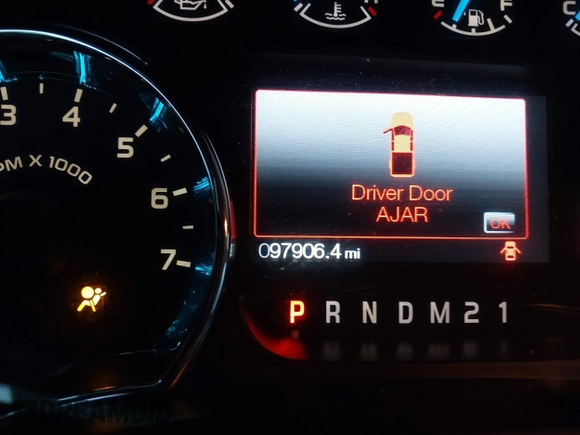 E F
C
3 4 5 6 7
PM X 1000
Driver Door
AJAR
OK
097906.4 mi
P R N D M 2 1